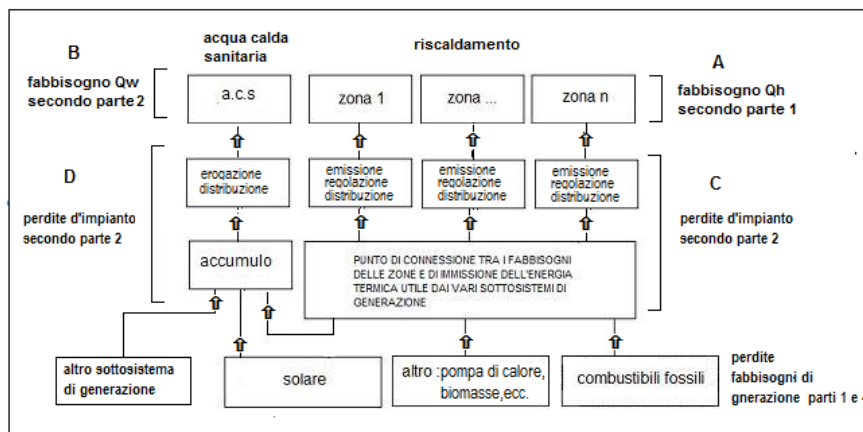 B
acqua calda
sanitaria
riscaldamento
A
fabbisogno Qw
secondo parte 2
a.c.s
zona 1
zona ...
zona n
fabbisogno Qh
secondo parte 1
D
erogazione
distribuzione
emissione
regolazione
distribuzione
emissione
regolazione
distribuzione
emissione
regolazione
distribuzione
C
perdite d'impianto
secondo parte 2
perdite d'impianto
secondo parte 2
accumulo
PUNTO DI CONNESSIONE TRA I FABBISOGNI
DELLE ZONE E DI IMMISSIONE DELL'ENERGIA
TERMICA UTILE DAI VARI SOTTOSISTEMI DI
GENERAZIONE
altro sottosistema
di generazione
solare
altro :pompa di calore,
biomasse,ecc.
combustibili fossili
perdite
fabbisogni di
gnerazione parti 1 e 4